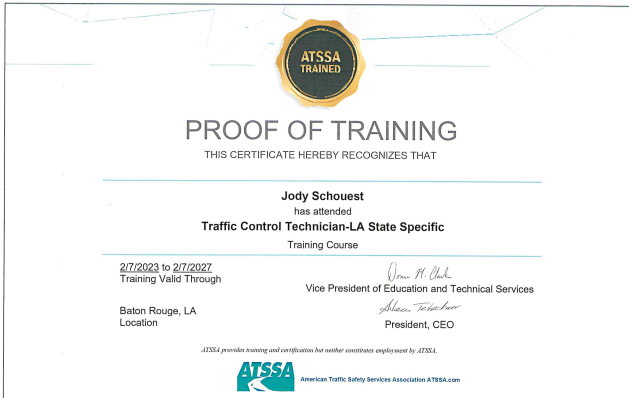 ATSSA
TRAINED
PROOF OF TRAINING
THIS CERTIFICATE HEREBY RECOGNIZES THAT
Jody Schouest
has attended
Traffic Control Technician-LA State Specific
Training Course
2/7/2023 to 2/7/2027
Training Valid Through
Vice President of Education and Technical Services
Baton Rouge, LA
Location
President, CEO
ATSSA provides training and certification but neither constitutes employment by ATSSA.
ATSSA
American Traffic Safety Services Association ATSSA.com